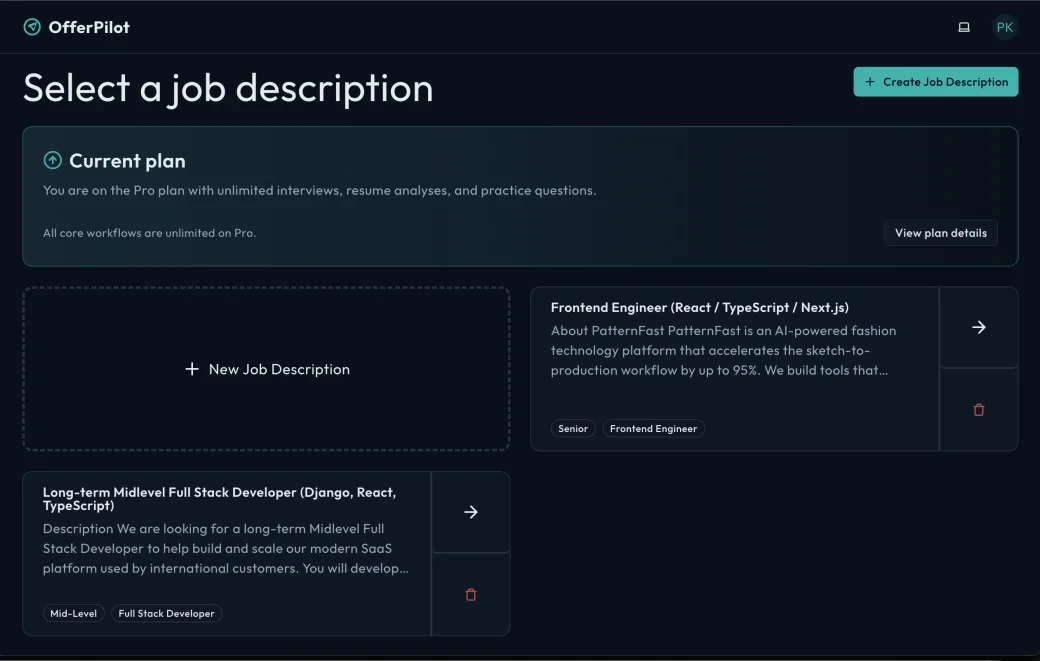 OfferPilot
PK
Select a job description
+ Create Job Description
Current plan
You are on the Pro plan with unlimited interviews, resume analyses, and practice questions.
All core workflows are unlimited on Pro.
View plan details
+ New Job Description
Frontend Engineer (React / TypeScript / Next.js)
About PatternFast PatternFast is an AI-powered fashion
technology platform that accelerates the sketch-to-
production workflow by up to 95%. We build tools that…
Senior
Frontend Engineer
Long-term Midlevel Full Stack Developer (Django, React,
TypeScript)
Description We are looking for a long-term Midlevel Full
Stack Developer to help build and scale our modern SaaS
platform used by international customers. You will develop…
Mid-Level
Full Stack Developer